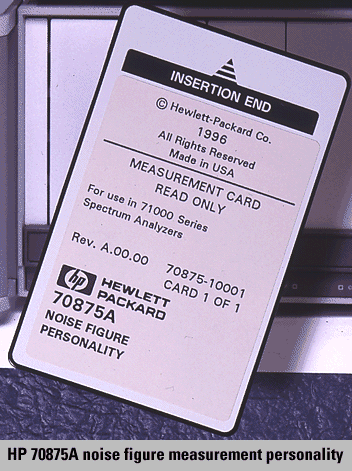 INSERTION END
© Hewlett-Packard Co.
1996
All Rights Reserved
Made in USA
MEASUREMENT CARD
READ ONLY
For use in 71000 Series
Spectrum Analyzers
Rev. A.00.00
70875-10001
CARD 1 OF 1
hp HEWLETT
PACKARD
70875A
NOISE FIGURE
PERSONALITY
HP 70875A noise figure measurement personality